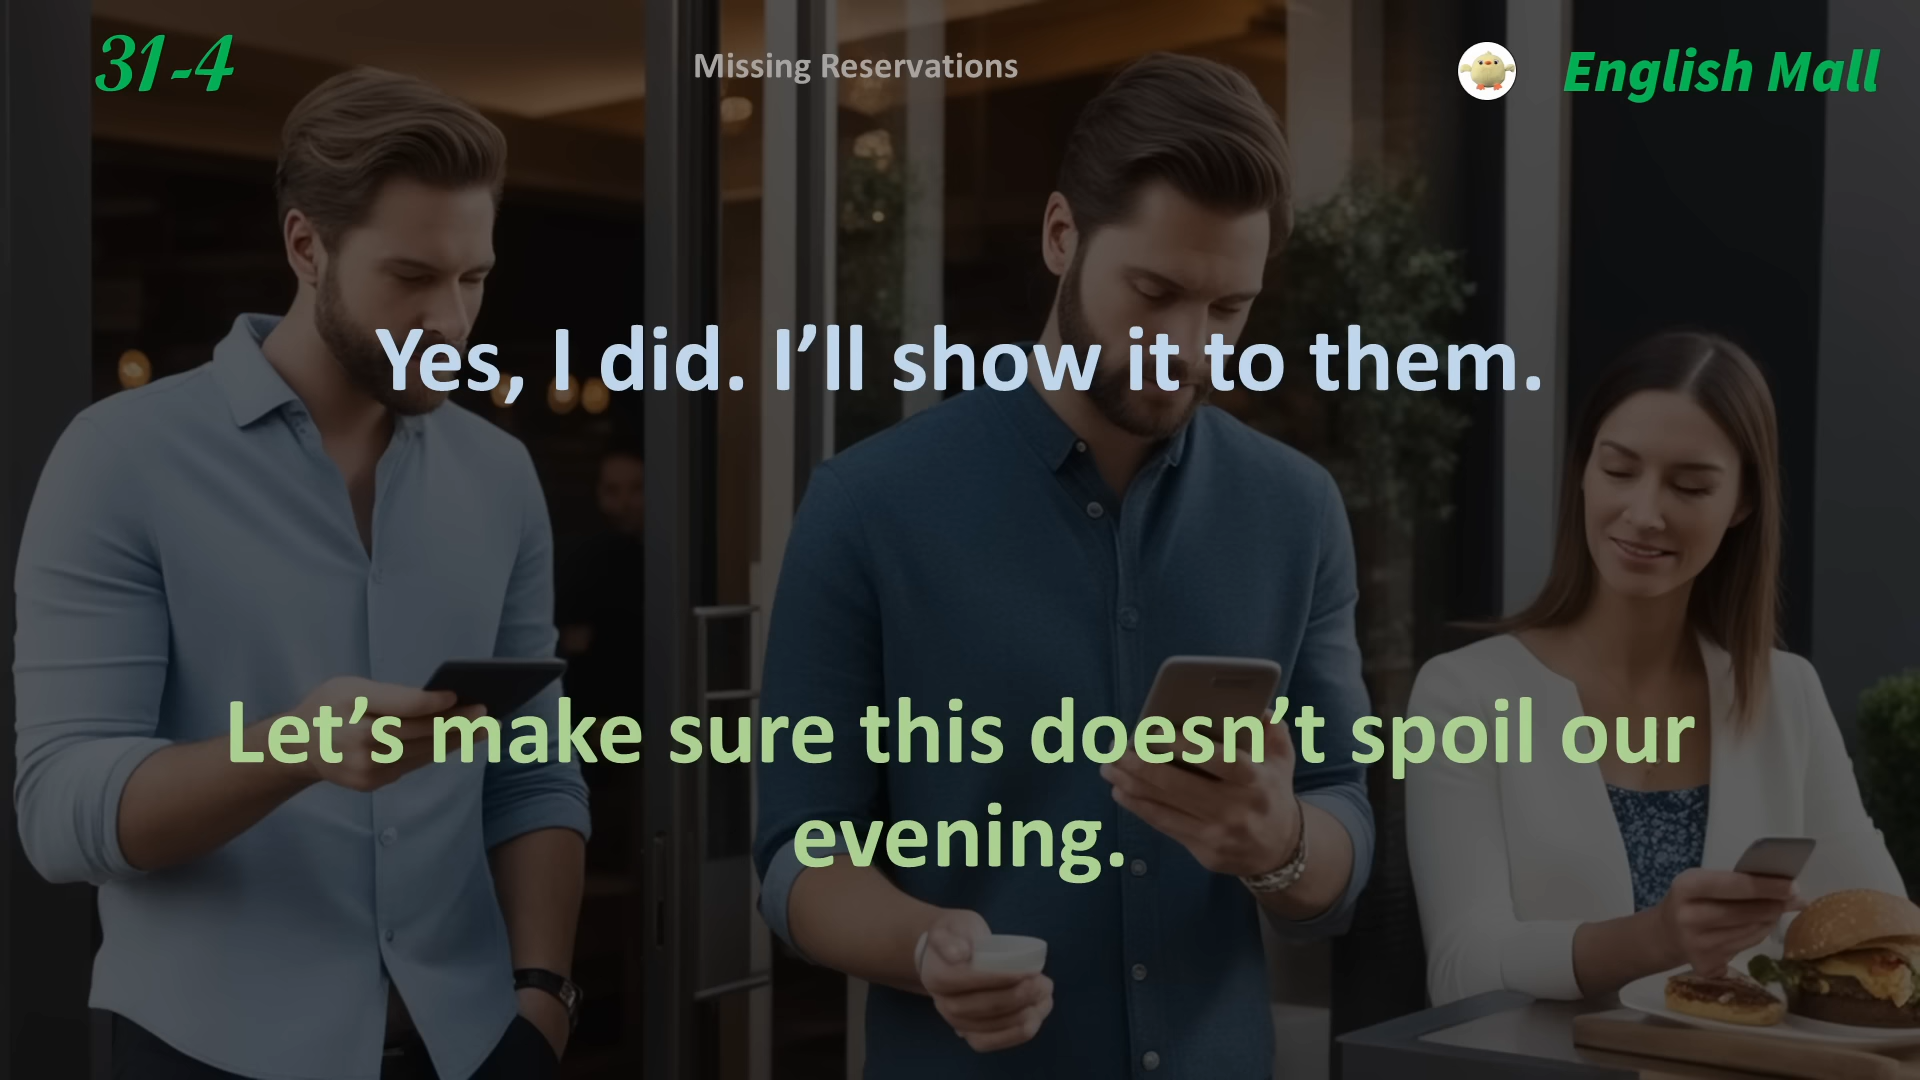 31-4
Missing Reservations
English Mall
Yes, I did. I’ll show it to them.
Let’s make sure this doesn’t spoil our
evening.